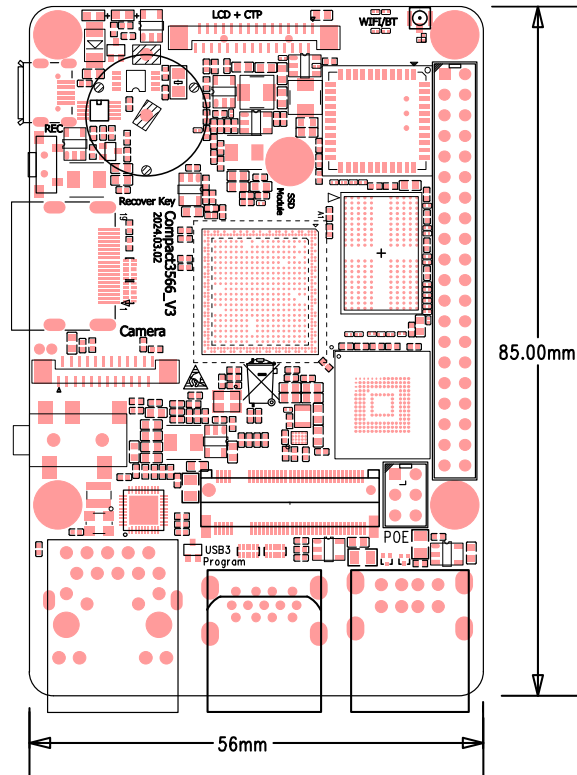 LCD + CTP
WIFI/BT
REC
Recover Key
SSD
Module
Compact3566_V3
2024.03.02
Camera
85.00mm
POE
USB3
Program
56mm